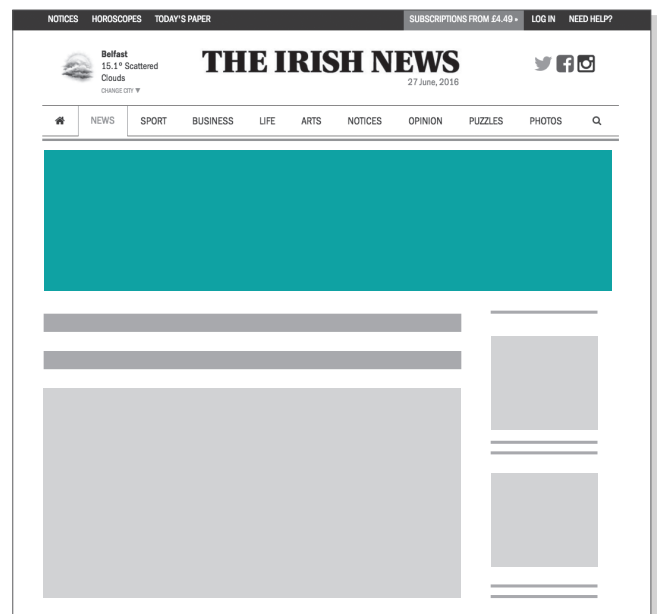 NOTICES HOROSCOPES TODAY'S PAPER SUBSCRIPTIONS FROM £4.49 » LOG IN NEED HELP?
Belfast
15.1° Scattered
Clouds
CHANGE CITY ▼
THE IRISH NEWS
27 June, 2016
NEWS SPORT BUSINESS LIFE ARTS NOTICES OPINION PUZZLES PHOTOS